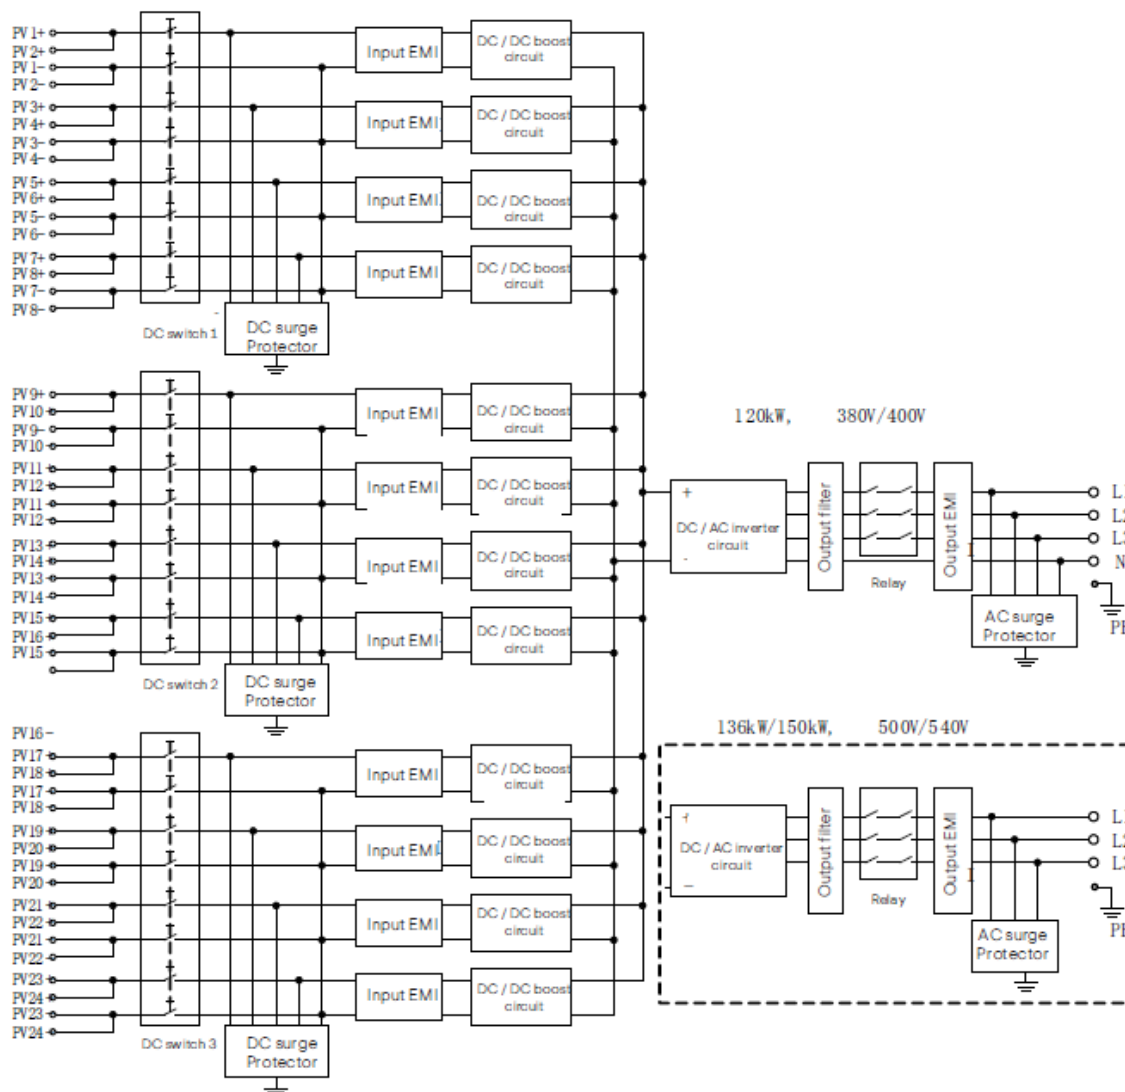 PV1+
PV2+
PV1-
PV2-
PV3+
PV4+
PV3-
PV4-
PV5+
PV6+
PV5-
PV6-
PV7+
PV8+
PV7-
PV8-
DC switch 1
DC surge
Protector
Input EMI
DC / DC boost
circuit
Input EMI
DC / DC boost
circuit
Input EMI
DC / DC boost
circuit
Input EMI
DC / DC boost
circuit
PV9+
PV10
PV9-
PV10
PV11
PV12
PV11
PV12
PV13
PV14
PV13
PV14
PV15
PV16
PV15
DC switch 2
DC surge
Protector
Input EMI
DC / DC boost
circuit
Input EMI
DC / DC boost
circuit
Input EMI
DC / DC boost
circuit
Input EMI
DC / DC boost
circuit
PV16-
PV17
PV18
PV17
PV18
PV19
PV20
PV19
PV20
PV21
PV22
PV21
PV22
PV23
PV24
PV23
PV24
DC switch 3
DC surge
Protector
Input EMI
DC / DC boost
circuit
Input EMI
DC / DC boost
circuit
Input EMI
DC / DC boost
circuit
Input EMI
DC / DC boost
circuit
120kW, 380V/400V
+
DC / AC inverter
circuit
-
Output filter
Relay
Output EMI
AC surge
Protector
L1
L2
L3
N
PE
136kW/150kW, 500V/540V
DC / AC inverter
circuit
-
Output filter
Relay
Output EMI
AC surge
Protector
L1
L2
L3
PE